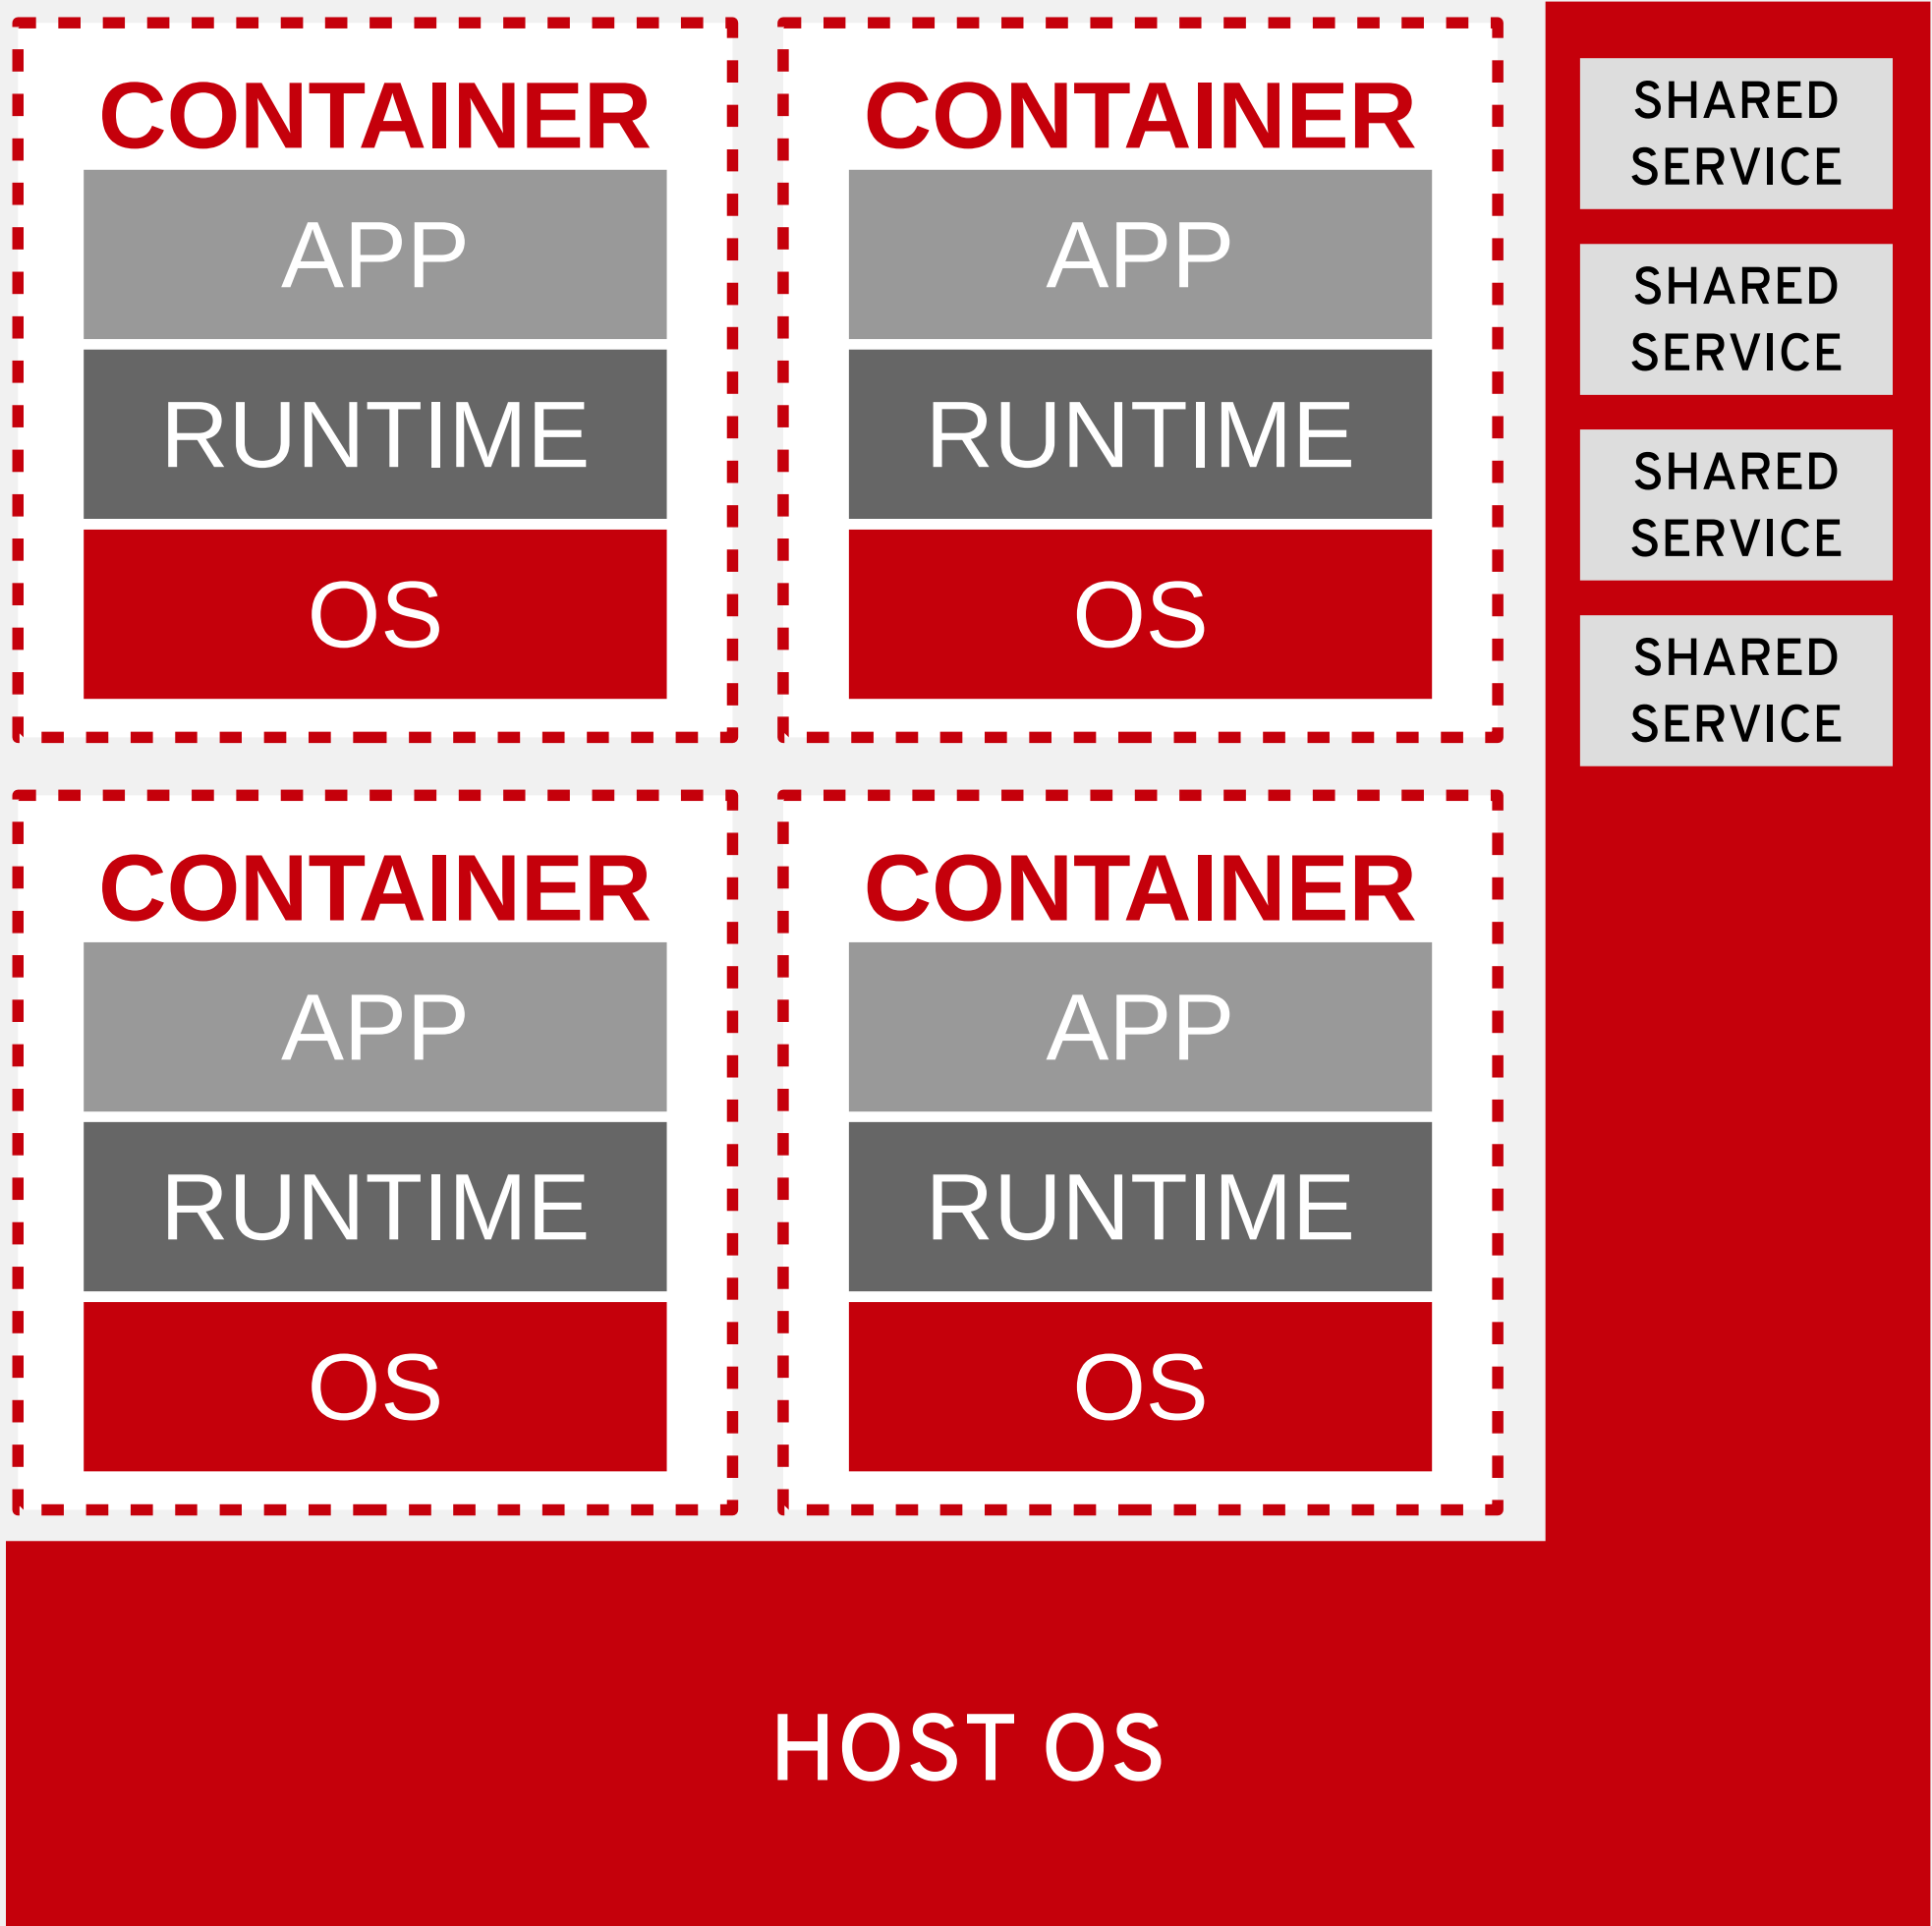 CONTAINER
APP
RUNTIME
OS
CONTAINER
APP
RUNTIME
OS
SHARED
SERVICE
SHARED
SERVICE
SHARED
SERVICE
SHARED
SERVICE
CONTAINER
APP
RUNTIME
OS
CONTAINER
APP
RUNTIME
OS
HOST OS